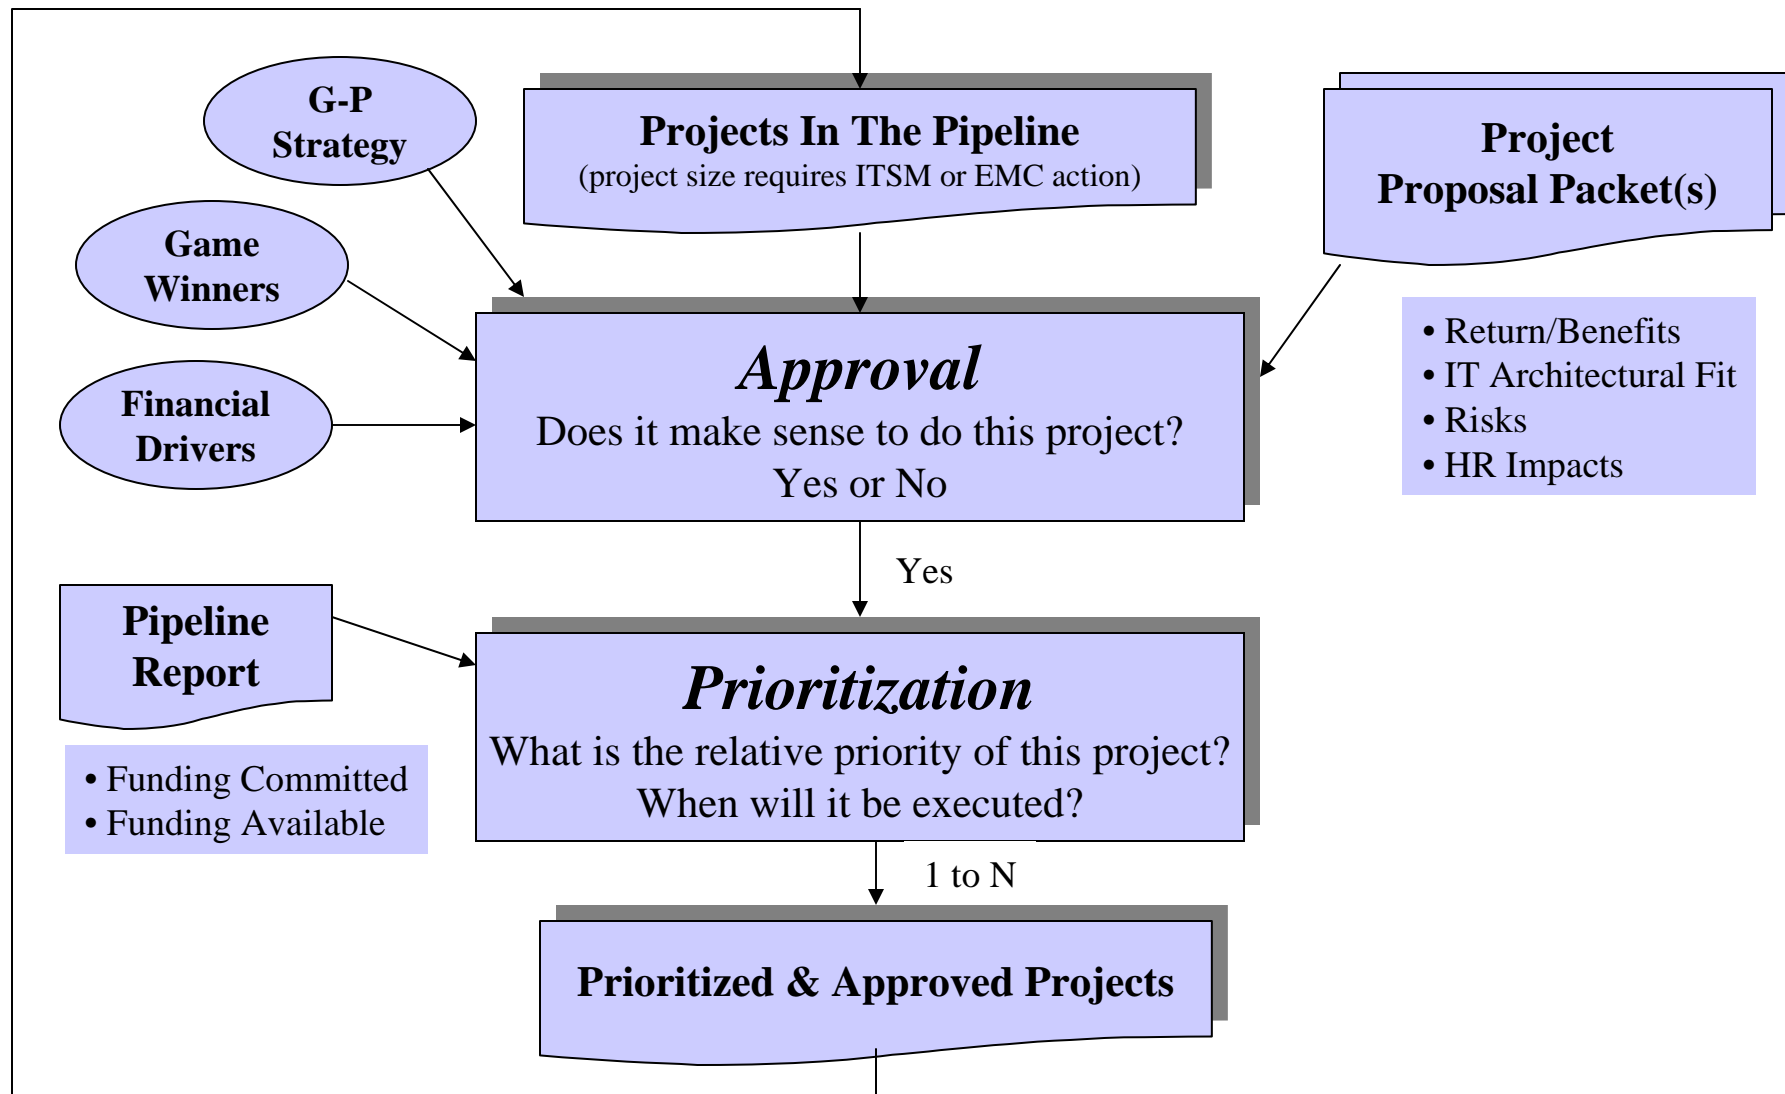 G-P
Strategy
Projects In The Pipeline
(project size requires ITSM or EMC action)
Project
Proposal Packet(s)
Game
Winners
Financial
Drivers
Approval
Does it make sense to do this project?
Yes or No
• Return/Benefits
• IT Architectural Fit
• Risks
• HR Impacts
Yes
Pipeline
Report
• Funding Committed
• Funding Available
Prioritization
What is the relative priority of this project?
When will it be executed?
1 to N
Prioritized & Approved Projects